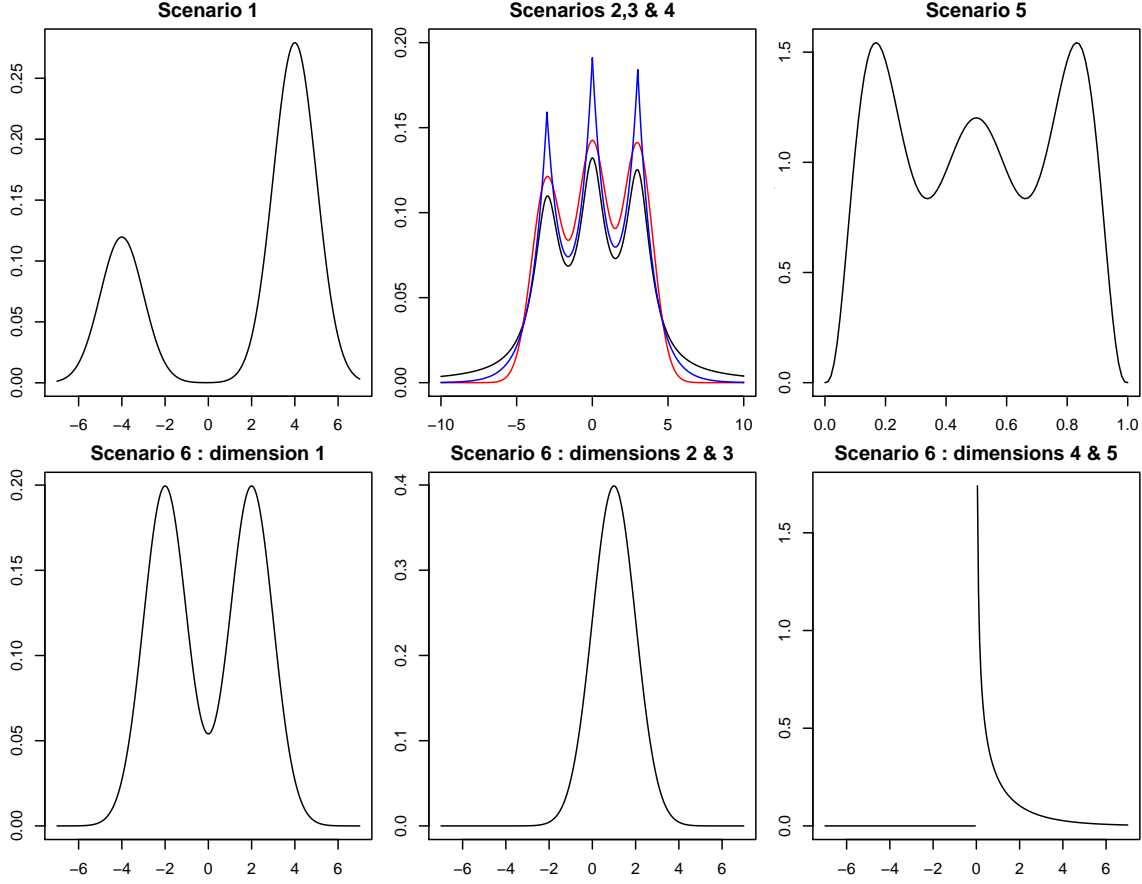 Scenario 1
0.00 0.05 0.10 0.15 0.20 0.25
−6 −4 −2 0 2 4 6
Scenarios 2,3 & 4
0.00 0.05 0.10 0.15 0.20
−10 −5 0 5 10
Scenario 5
0.0 0.5 1.0 1.5
0.0 0.2 0.4 0.6 0.8 1.0
Scenario 6 : dimension 1
0.00 0.05 0.10 0.15 0.20
−6 −4 −2 0 2 4 6
Scenario 6 : dimensions 2 & 3
0.0 0.1 0.2 0.3 0.4
−6 −4 −2 0 2 4 6
Scenario 6 : dimensions 4 & 5
0.0 0.5 1.0 1.5
−6 −4 −2 0 2 4 6